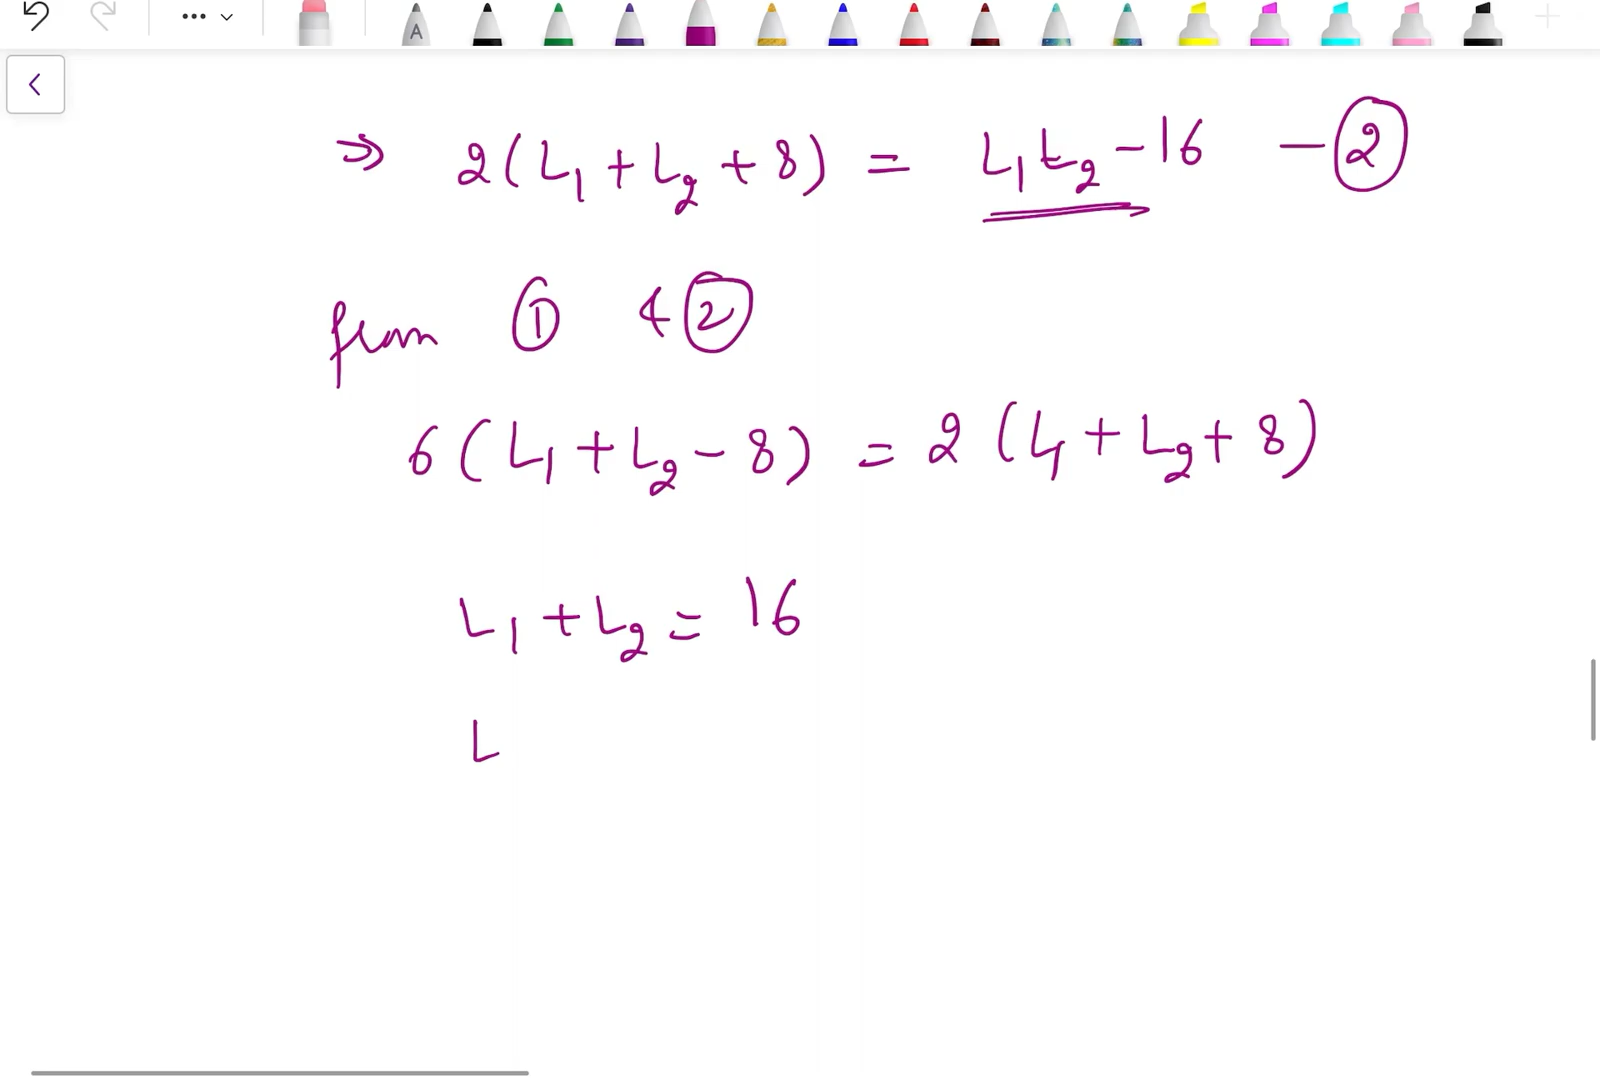 ⇒ 2(L₁ + L₂ + 8) = L₁L₂ - 16 - ②
from ① & ②
6(L₁ + L₂ - 8) = 2(L₁ + L₂ + 8)
L₁ + L₂ = 16
L